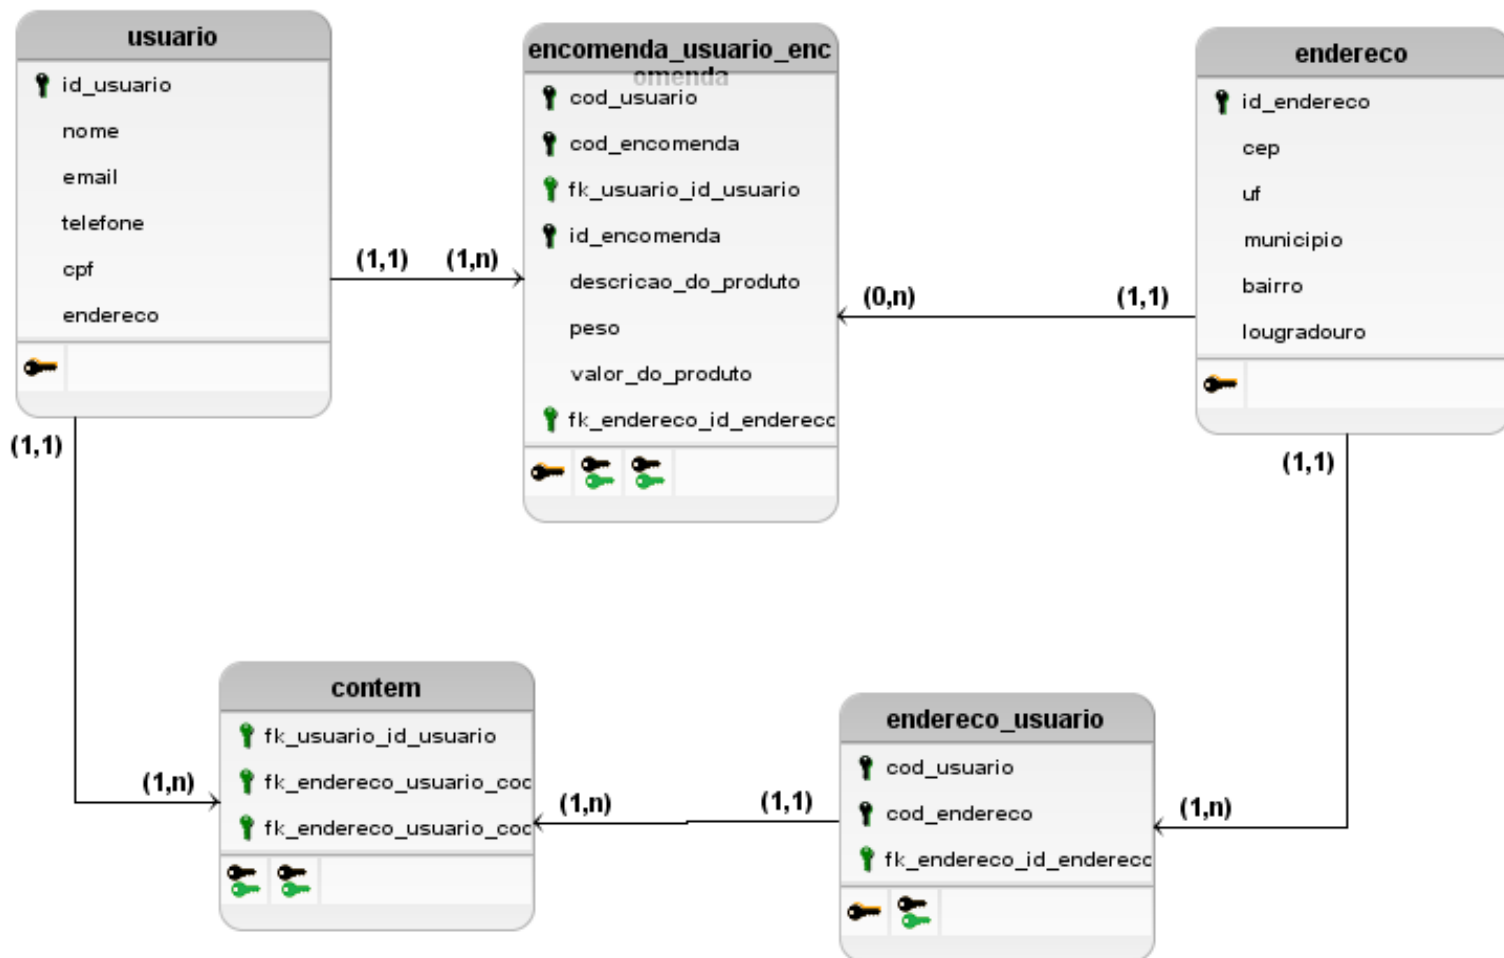 usuario
id_usuario
nome
email
telefone
cpf
endereco
(1,1)
(1,n)
encomenda_usuario_enc
omenda
cod_usuario
cod_encomenda
fk_usuario_id_usuario
id_encomenda
descricao_do_produto
peso
valor_do_produto
fk_endereco_id_enderecc
(0,n)
(1,1)
endereco
id_endereco
cep
uf
municipio
bairro
lougradouro
(1,1)
(1,1)
contem
fk_usuario_id_usuario
fk_endereco_usuario_coc
fk_endereco_usuario_coc
(1,n)
(1,n)
(1,1)
endereco_usuario
cod_usuario
cod_endereco
fk_endereco_id_enderecc
(1,n)